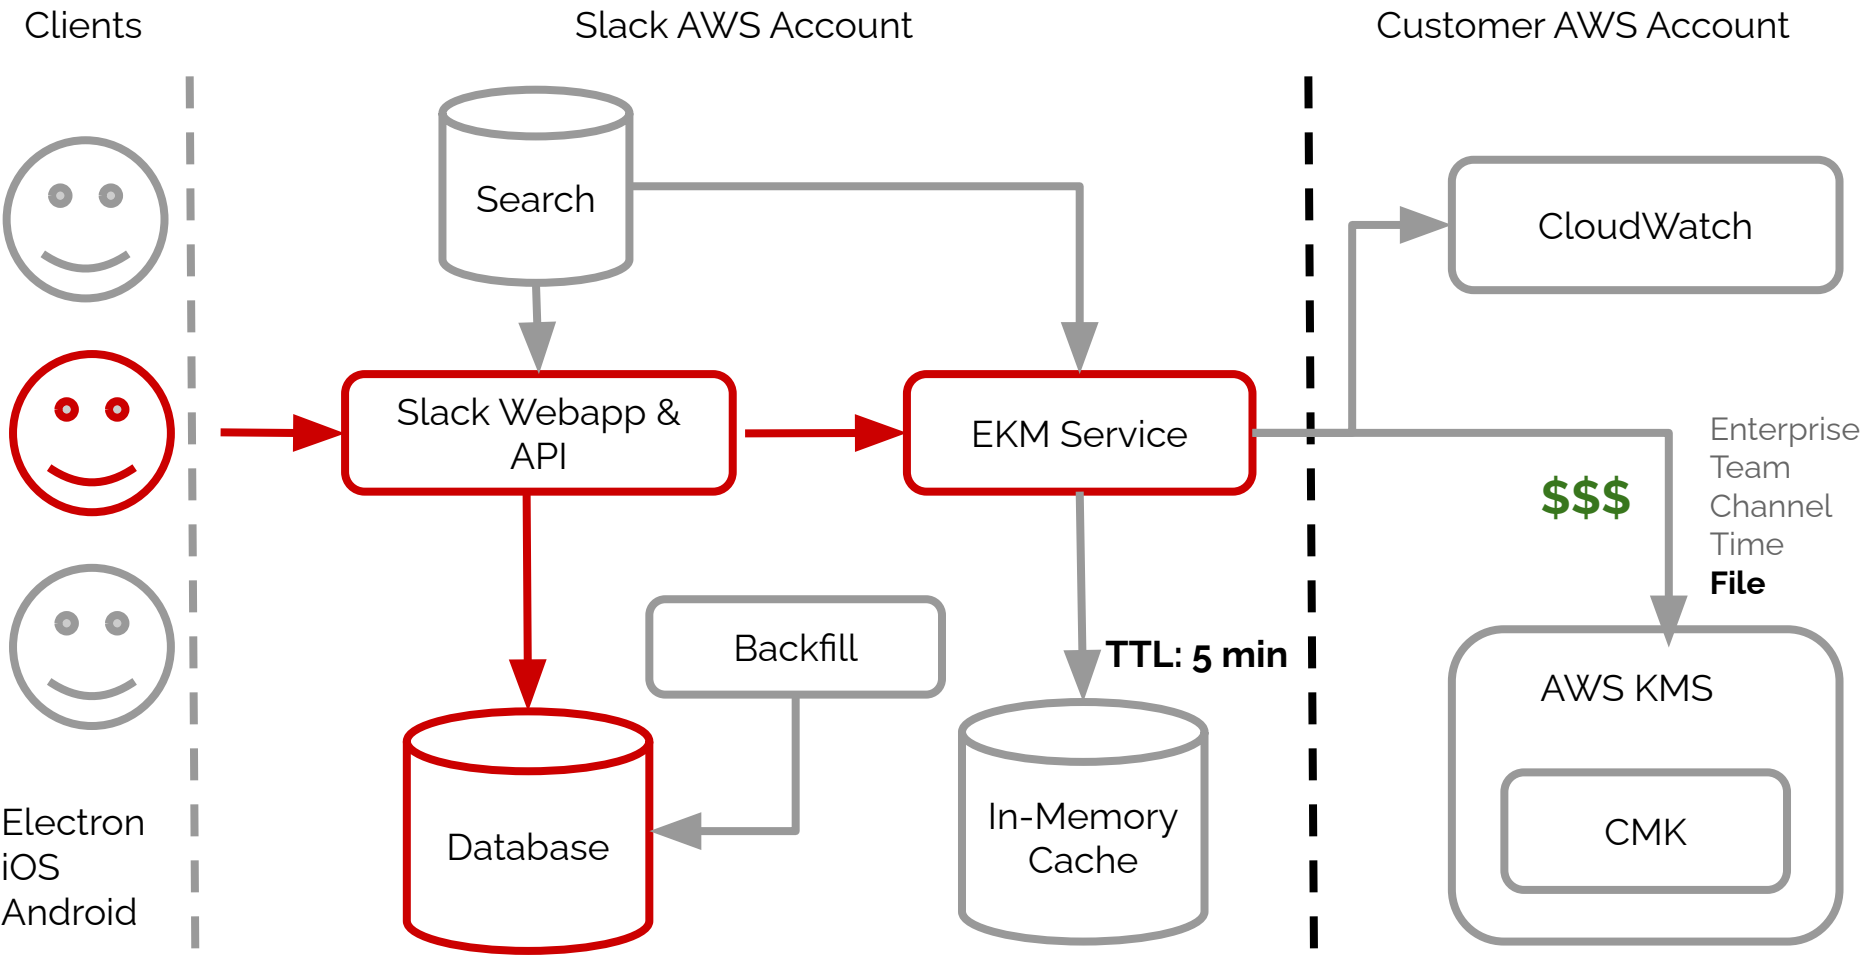 Clients
Slack AWS Account
Customer AWS Account
Search
CloudWatch
Slack Webapp &
API
EKM Service
Enterprise
Team
Channel
Time
File
$$$
Backfill
TTL: 5 min
AWS KMS
Electron
iOS
Android
Database
In-Memory
Cache
CMK